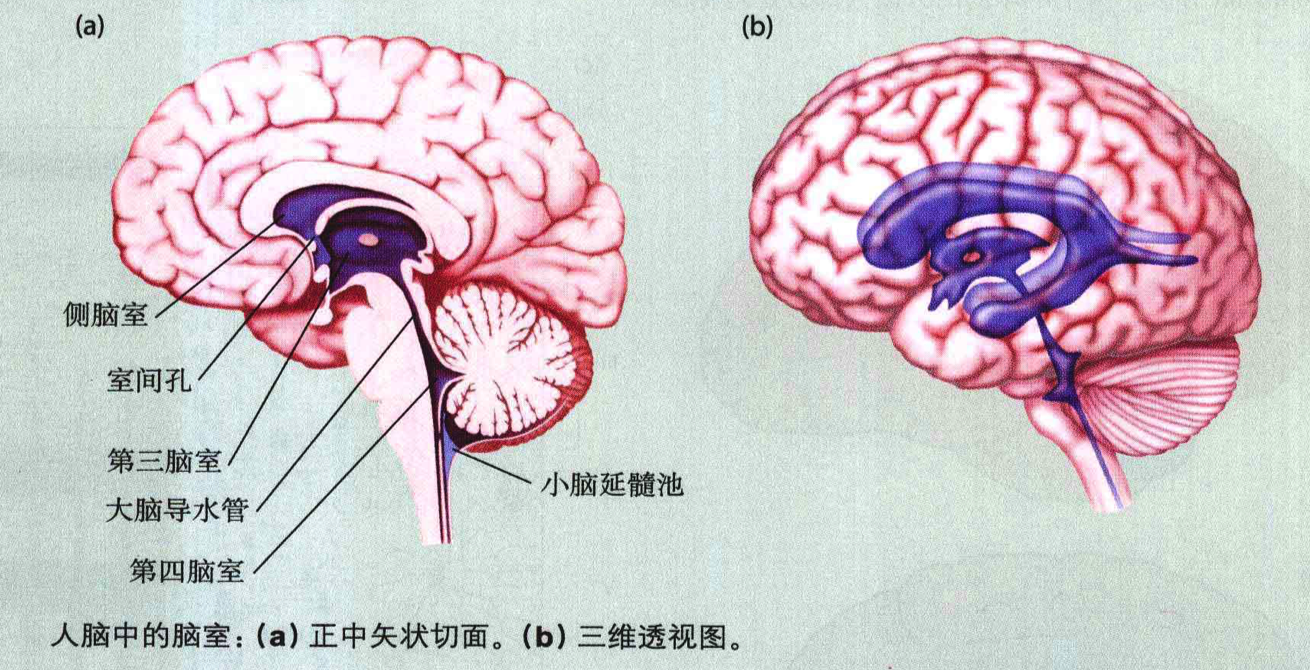 (a)
(b)
侧脑室
室间孔
第三脑室
大脑导水管
小脑延髓池
第四脑室
人脑中的脑室：(a) 正中矢状切面。(b) 三维透视图。